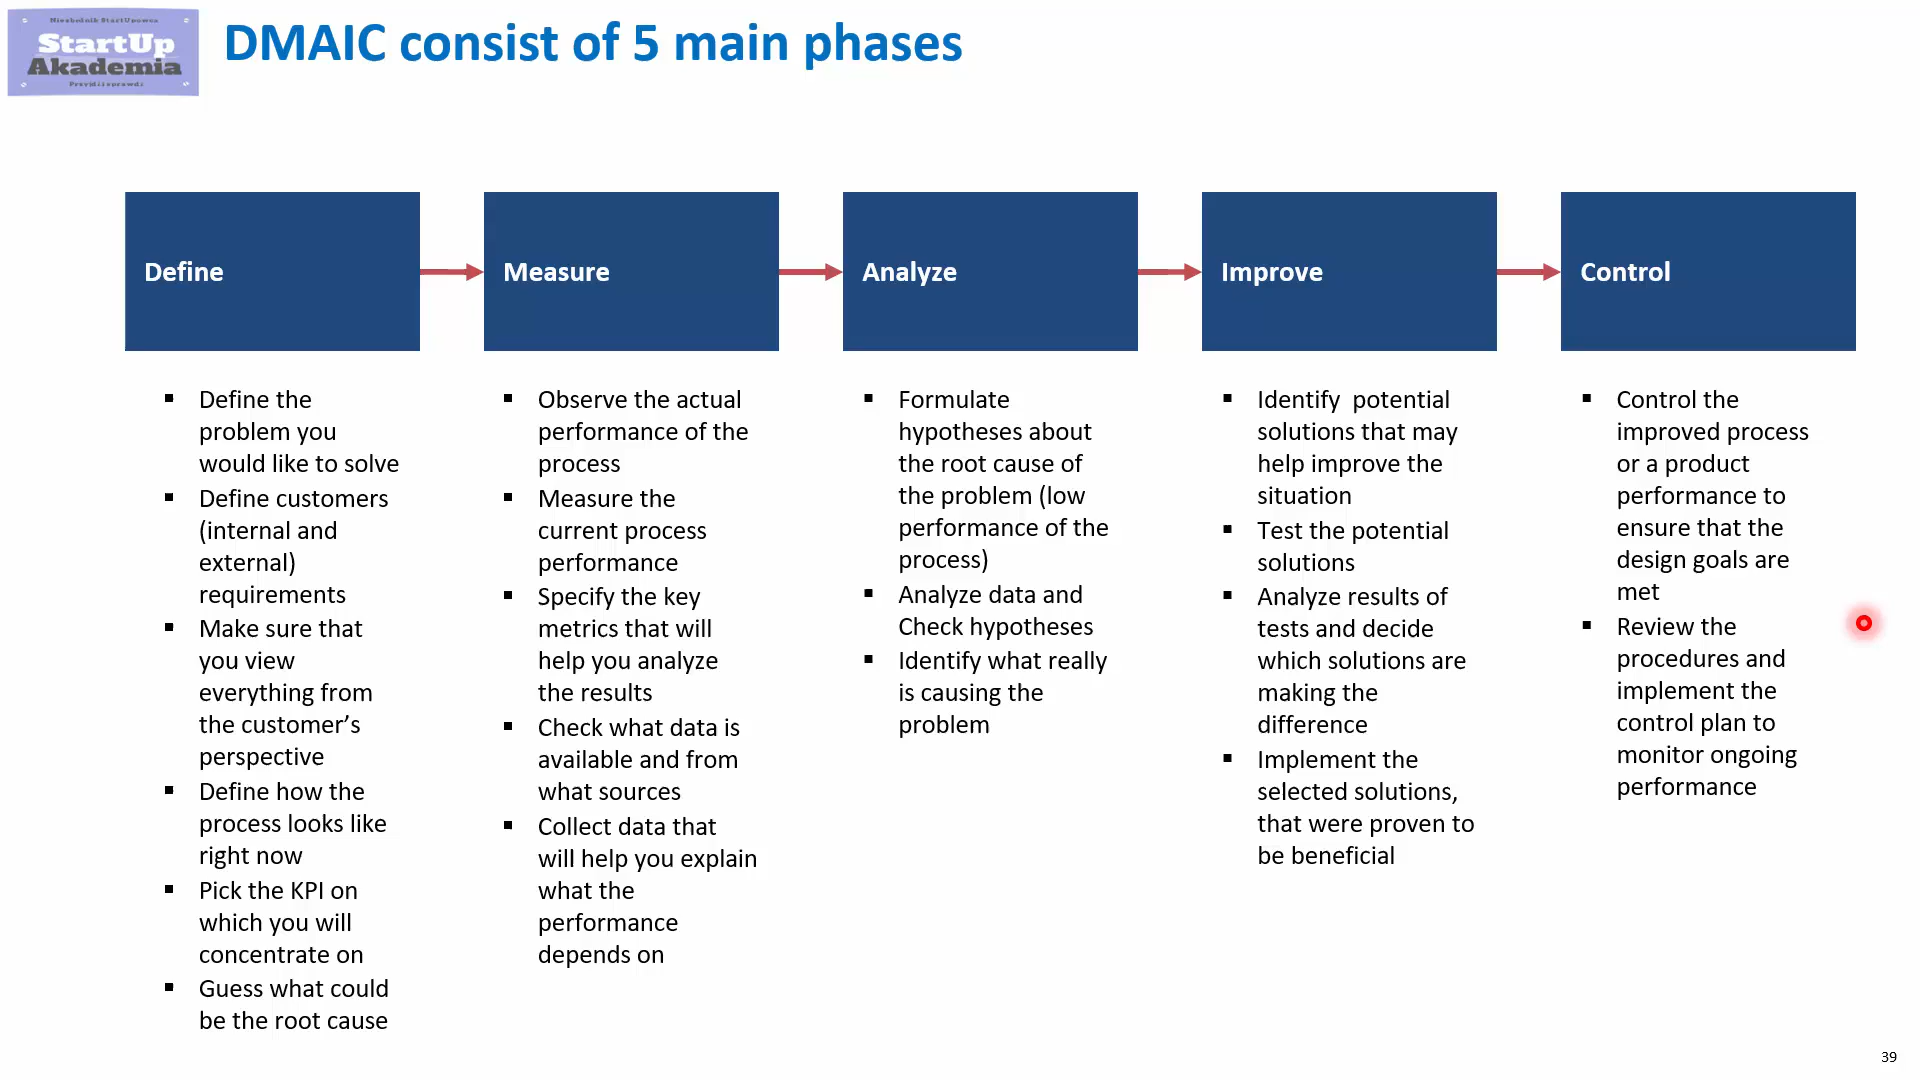 Nieskończenie StartUpowca
StartUp
Akademia
DMAIC consist of 5 main phases
Define
Measure
Analyze
Improve
Control
▪ Define the
problem you
would like to solve
▪ Define customers
(internal and
external)
requirements
▪ Make sure that
you view
everything from
the customer’s
perspective
▪ Define how the
process looks like
right now
▪ Pick the KPI on
which you will
concentrate on
▪ Guess what could
be the root cause
▪ Observe the actual
performance of the
process
▪ Measure the
current process
performance
▪ Specify the key
metrics that will
help you analyze
the results
▪ Check what data is
available and from
what sources
▪ Collect data that
will help you explain
what the
performance
depends on
▪ Formulate
hypotheses about
the root cause of
the problem (low
performance of the
process)
▪ Analyze data and
Check hypotheses
▪ Identify what really
is causing the
problem
▪ Identify  potential
solutions that may
help improve the
situation
▪ Test the potential
solutions
▪ Analyze results of
tests and decide
which solutions are
making the
difference
▪ Implement the
selected solutions,
that were proven to
be beneficial
▪ Control the
improved process
or a product
performance to
ensure that the
design goals are
met
▪ Review the
procedures and
implement the
control plan to
monitor ongoing
performance
39